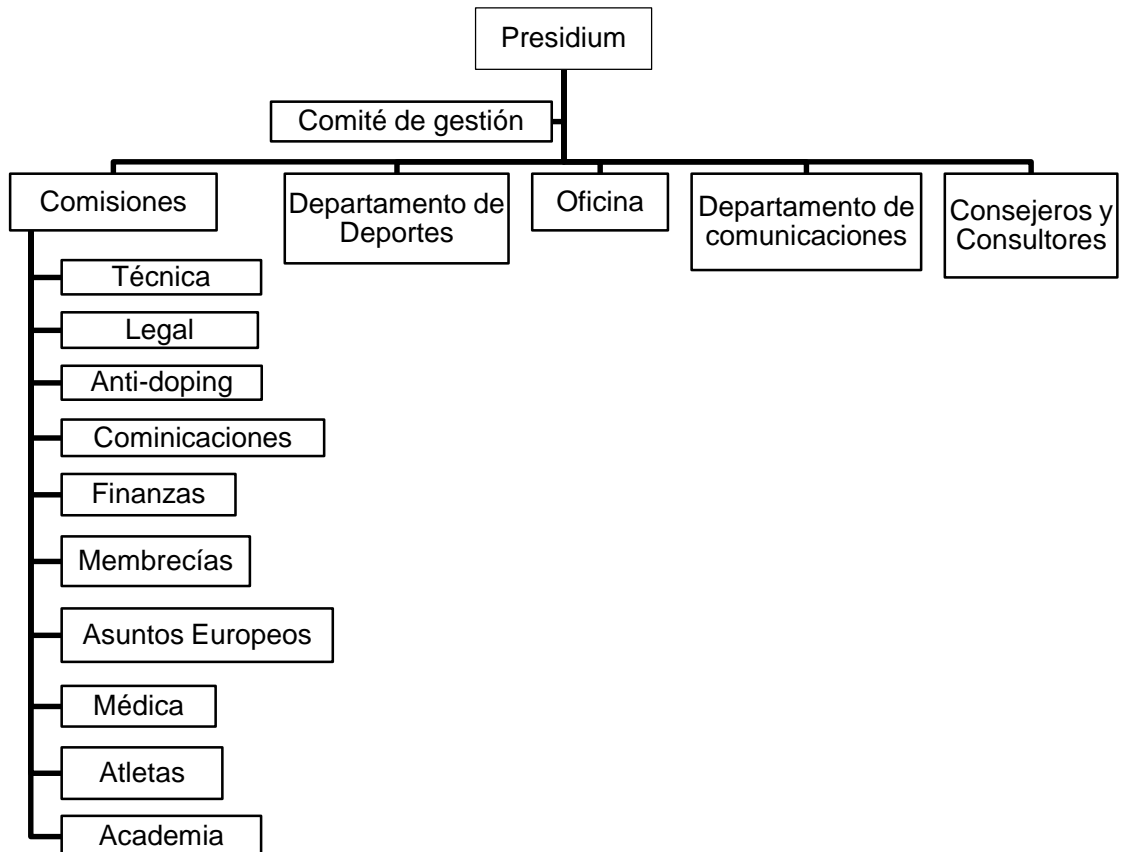 Presidium
Comité de gestión
Comisiones
Departamento de
Deportes
Oficina
Departamento de
comunicaciones
Consejeros y
Consultores
Técnica
Legal
Anti-doping
Cominicaciones
Finanzas
Membrecías
Asuntos Europeos
Médica
Atletas
Academia